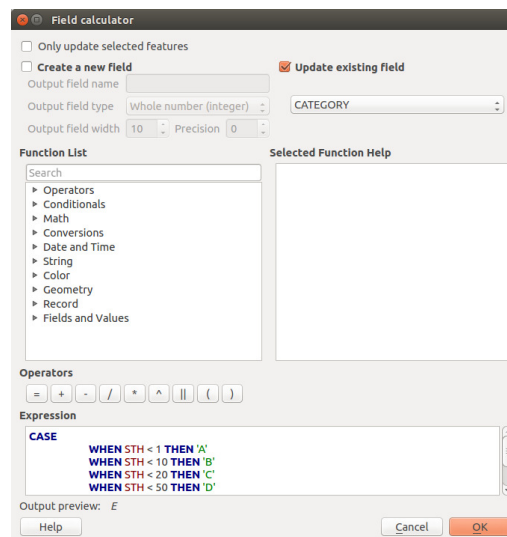 Field calculator
Only update selected features
Create a new field
Update existing field
Output field name
Output field type Whole number (integer)
CATEGORY
Output field width 10 Precision 0
Function List
Selected Function Help
Search
Operators
Conditionals
Math
Conversions
Date and Time
String
Color
Geometry
Record
Fields and Values
Operators
= + - / * ^ || ( )
Expression
CASE
WHEN STH < 1 THEN 'A'
WHEN STH < 10 THEN 'B'
WHEN STH < 20 THEN 'C'
WHEN STH < 50 THEN 'D'
Output preview: E
Help Cancel OK